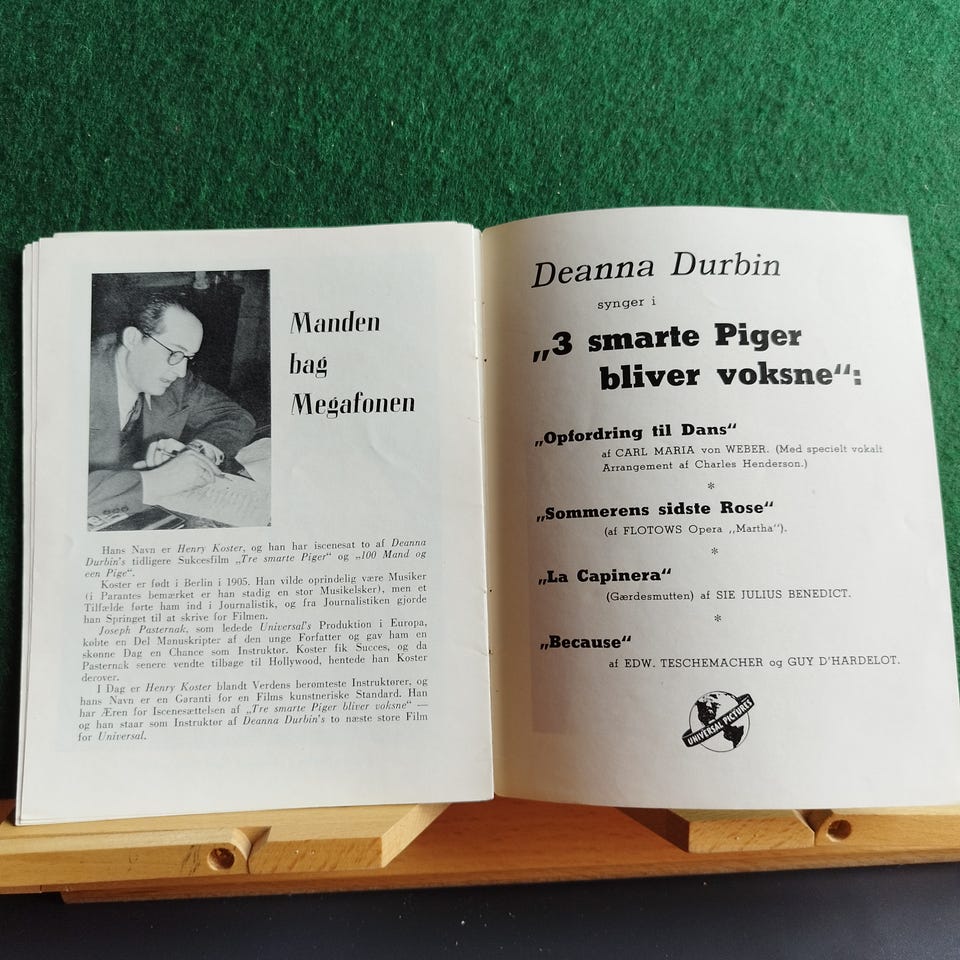 Manden
bag
Megafonen
Hans Navn er Henry Koster, og han har iscenesat to af Deanna
Durbin's tidligere Sukcesfilm „Tre smarte Piger" og „100 Mand og
een Pige".
Koster er født i Berlin i 1905. Han vilde oprindelig være Musiker
(i Parantes bemærket er han stadig en stor Musikelsker), men et
Tilfælde førte ham ind i Journalistik, og fra Journalistiken gjorde
han Springet til at skrive for Filmen.
Joseph Pasternak, som ledede Universal's Produktion i Europa,
købte en Del Manuskripter af den unge Forfatter og gav ham en
skønne Dag en Chance som Instruktør. Koster fik Succes, og da
Pasternak senere vendte tilbage til Hollywood, hentede han Koster
derover.
I Dag er Henry Koster blandt Verdens berømteste Instruktører, og
hans Navn er en Garanti for en Films kunstneriske Standard. Han
har Æren for Iscenesættelsen af „Tre smarte Piger bliver voksne" —
og han staar som Instruktør af Deanna Durbin's to næste store Film
for Universal.
Deanna Durbin
synger i
„3 smarte Piger
bliver voksne":
„Opfordring til Dans"
af CARL MARIA von WEBER. (Med specielt vokalt
Arrangement af Charles Henderson.)
*
„Sommerens sidste Rose"
(af FLOTOWS Opera „Martha").
*
„La Capinera"
(Gærdesmutten) af SIE JULIUS BENEDICT.
*
„Because"
af EDW. TESCHEMACHER og GUY D'HARDELOT.
UNIVERSAL PICTURES